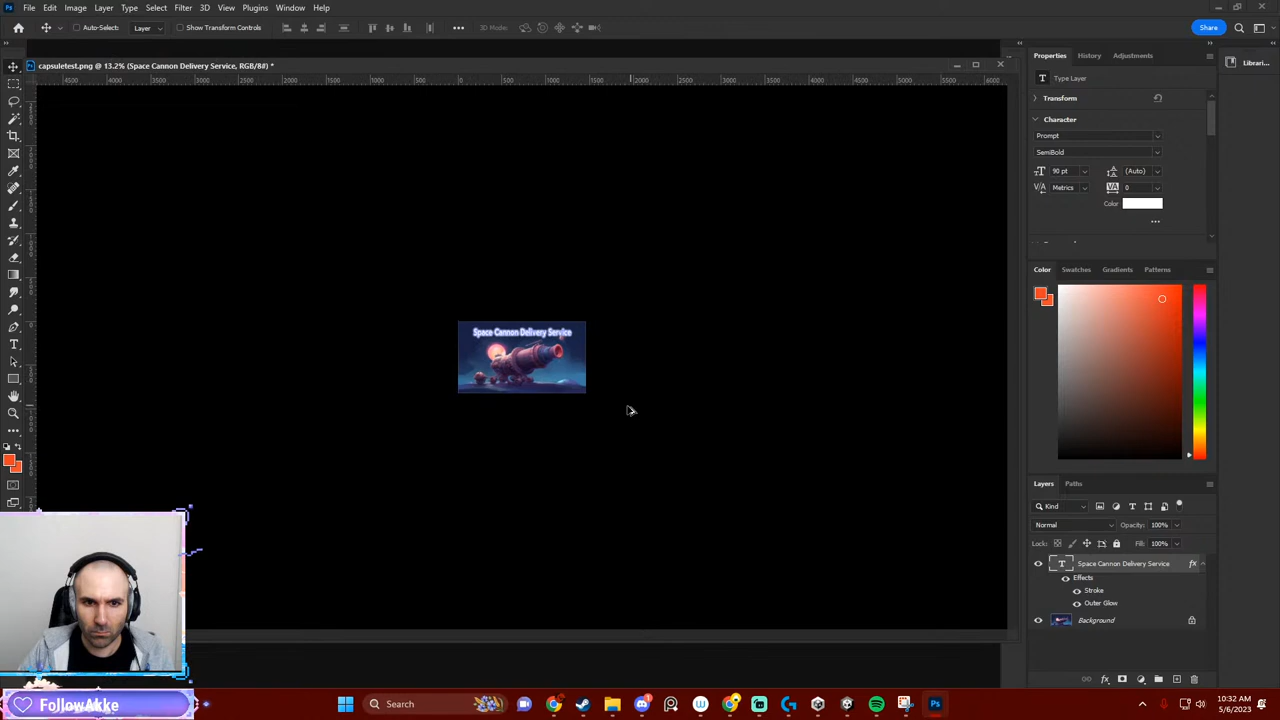 File Edit Image Layer Type Select Filter 3D View Plugins Window Help
Auto-Select: Layer Show Transform Controls 3D Mode: Share
capsuletest.png @ 13.2% (Space Cannon Delivery Service, RGB/8#) *
Properties History Adjustments
Librari...
T Type Layer
Transform
Character
Prompt
SemiBold
90 pt (Auto)
Metrics 0
Color
Color Swatches Gradients Patterns
Space Cannon Delivery Service
Layers Paths
Kind
Normal Opacity: 100%
Lock: Fill: 100%
T Space Cannon Delivery Service fx
Effects
Stroke
Outer Glow
Background
FollowAkke
Search
10:32 AM
5/6/2023